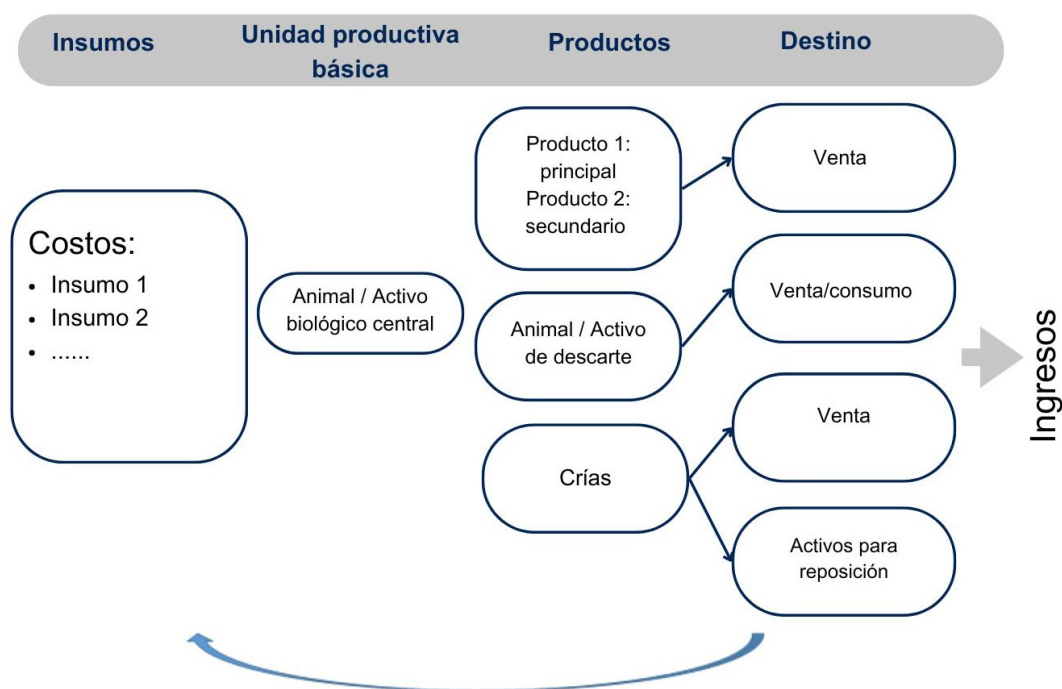 Insumos
Unidad productiva
básica
Productos
Destino
Costos:
• Insumo 1
• Insumo 2
• ......
Animal / Activo
biológico central
Producto 1:
principal
Producto 2:
secundario
Animal / Activo
de descarte
Crías
Venta
Venta/consumo
Venta
Activos para
reposición
Ingresos